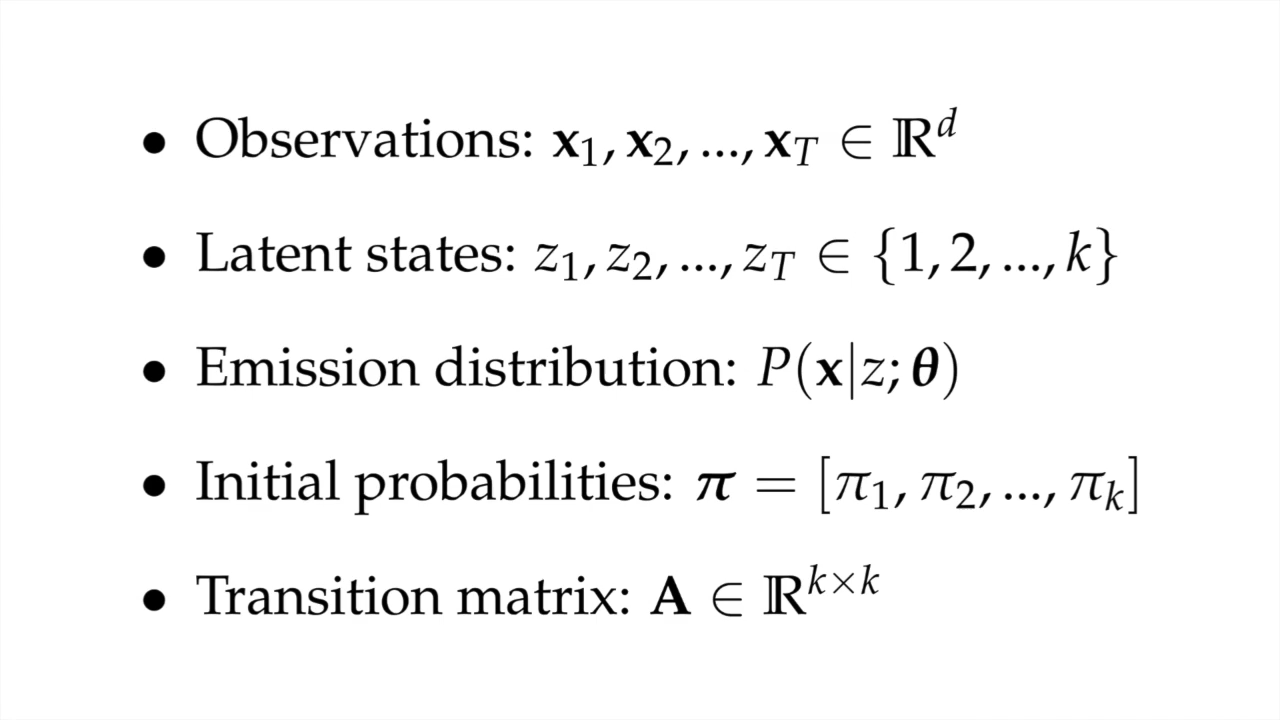 • Observations: 𝐱₁, 𝐱₂, ..., 𝐱_T ∈ ℝ^d
• Latent states: z₁, z₂, ..., z_T ∈ {1, 2, ..., k}
• Emission distribution: P(𝐱|z; 𝜽)
• Initial probabilities: 𝝅 = [π₁, π₂, ..., π_k]
• Transition matrix: 𝐀 ∈ ℝ^{k×k}